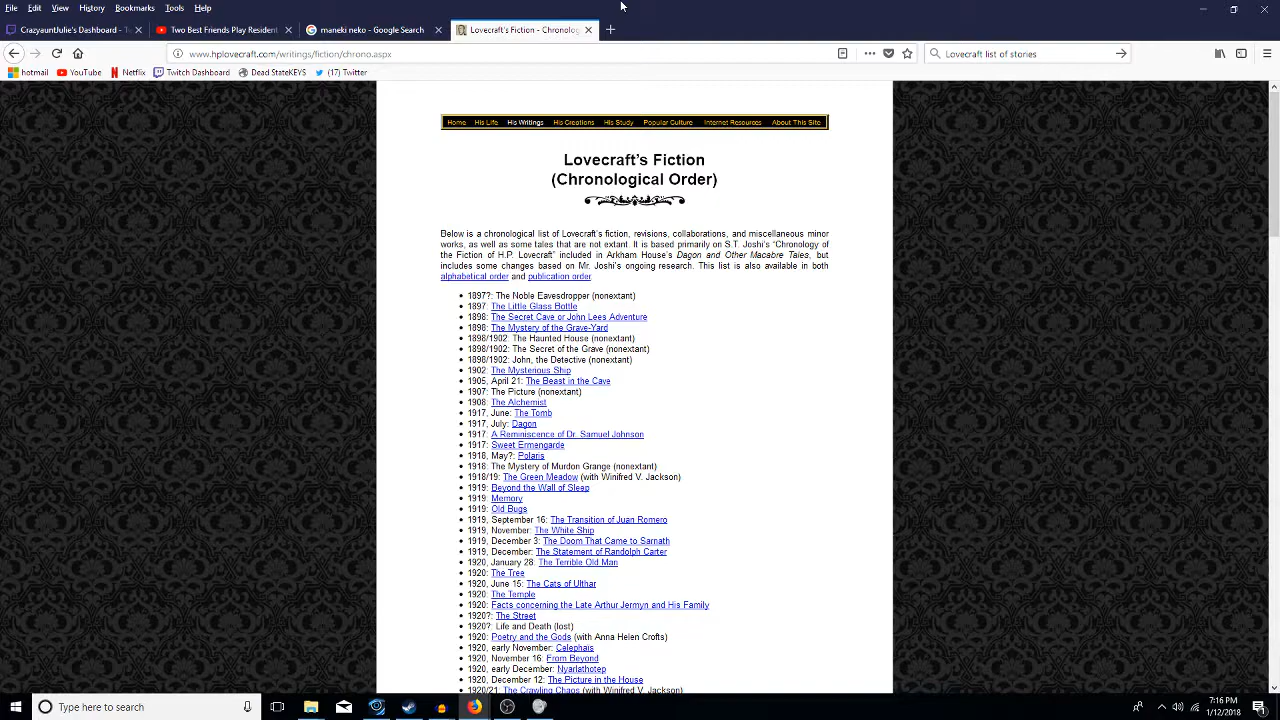 File Edit View History Bookmarks Tools Help
CrazyauntJulie's Dashboard - Tw
Two Best Friends Play Resident
maneki neko - Google Search
Lovecraft's Fiction - Chronolog
www.hplovecraft.com/writings/fiction/chrono.aspx
Lovecraft list of stories
hotmail YouTube Netflix Twitch Dashboard Dead StateKEYS (17) Twitter
Home His Life His Writings His Creations His Study Popular Culture Internet Resources About This Site
Lovecraft's Fiction
(Chronological Order)
Below is a chronological list of Lovecraft's fiction, revisions, collaborations, and miscellaneous minor
works, as well as some tales that are not extant. It is based primarily on S.T. Joshi's "Chronology of
the Fiction of H.P. Lovecraft" included in Arkham House's Dagon and Other Macabre Tales, but
includes some changes based on Mr. Joshi's ongoing research. This list is also available in both
alphabetical order and publication order.
• 1897?: The Noble Eavesdropper (nonextant)
• 1897: The Little Glass Bottle
• 1898: The Secret Cave or John Lees Adventure
• 1898: The Mystery of the Grave-Yard
• 1898/1902: The Haunted House (nonextant)
• 1898/1902: The Secret of the Grave (nonextant)
• 1898/1902: John, the Detective (nonextant)
• 1902: The Mysterious Ship
• 1905, April 21: The Beast in the Cave
• 1907: The Picture (nonextant)
• 1908: The Alchemist
• 1917, June: The Tomb
• 1917, July: Dagon
• 1917: A Reminiscence of Dr. Samuel Johnson
• 1917: Sweet Ermengarde
• 1918, May?: Polaris
• 1918: The Mystery of Murdon Grange (nonextant)
• 1918/19: The Green Meadow (with Winifred V. Jackson)
• 1919: Beyond the Wall of Sleep
• 1919: Memory
• 1919: Old Bugs
• 1919, September 16: The Transition of Juan Romero
• 1919, November: The White Ship
• 1919, December 3: The Doom That Came to Sarnath
• 1919, December: The Statement of Randolph Carter
• 1920, January 28: The Terrible Old Man
• 1920: The Tree
• 1920, June 15: The Cats of Ulthar
• 1920: The Temple
• 1920: Facts concerning the Late Arthur Jermyn and His Family
• 1920?: The Street
• 1920?: Life and Death (lost)
• 1920: Poetry and the Gods (with Anna Helen Crofts)
• 1920, early November: Celephaïs
• 1920, November 16: From Beyond
• 1920, early December: Nyarlathotep
• 1920, December 12: The Picture in the House
• 1920/21: The Crawling Chaos (with Winifred V. Jackson)
Type here to search
7:16 PM
1/12/2018